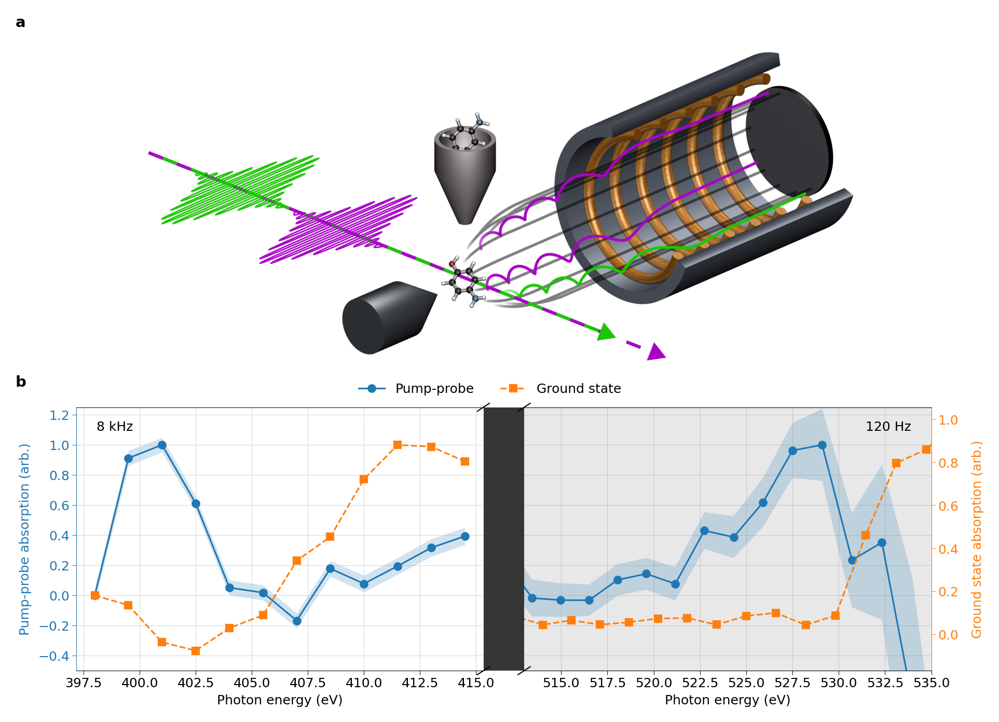 a
b
Pump-probe
Ground state
8 kHz
120 Hz
Pump-probe absorption (arb.)
1.2
1.0
0.8
0.6
0.4
0.2
0.0
−0.2
−0.4
Ground state absorption (arb.)
1.0
0.8
0.6
0.4
0.2
0.0
397.5 400.0 402.5 405.0 407.5 410.0 412.5 415.0
515.0 517.5 520.0 522.5 525.0 527.5 530.0 532.5 535.0
Photon energy (eV)
Photon energy (eV)